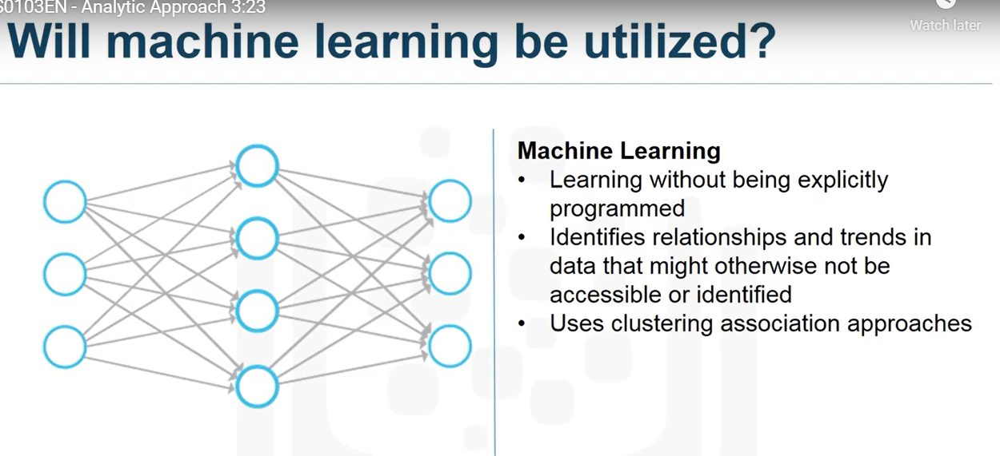 S0103EN - Analytic Approach 3:23
Will machine learning be utilized?
Watch later
Machine Learning
• Learning without being explicitly
programmed
• Identifies relationships and trends in
data that might otherwise not be
accessible or identified
• Uses clustering association approaches